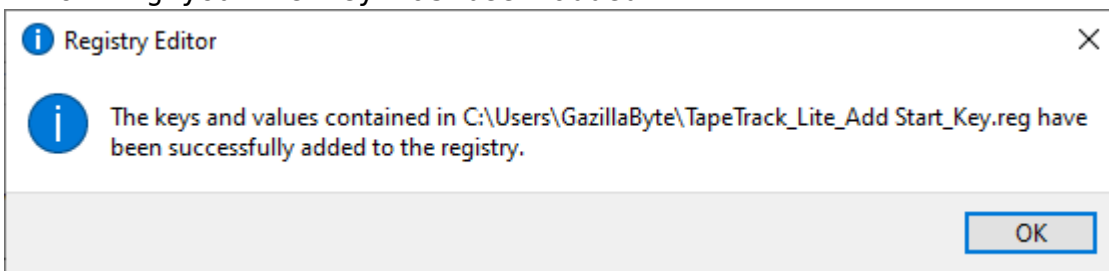 Registry Editor
The keys and values contained in C:\Users\GazillaByte\TapeTrack_Lite_Add Start_Key.reg have
been successfully added to the registry.
OK